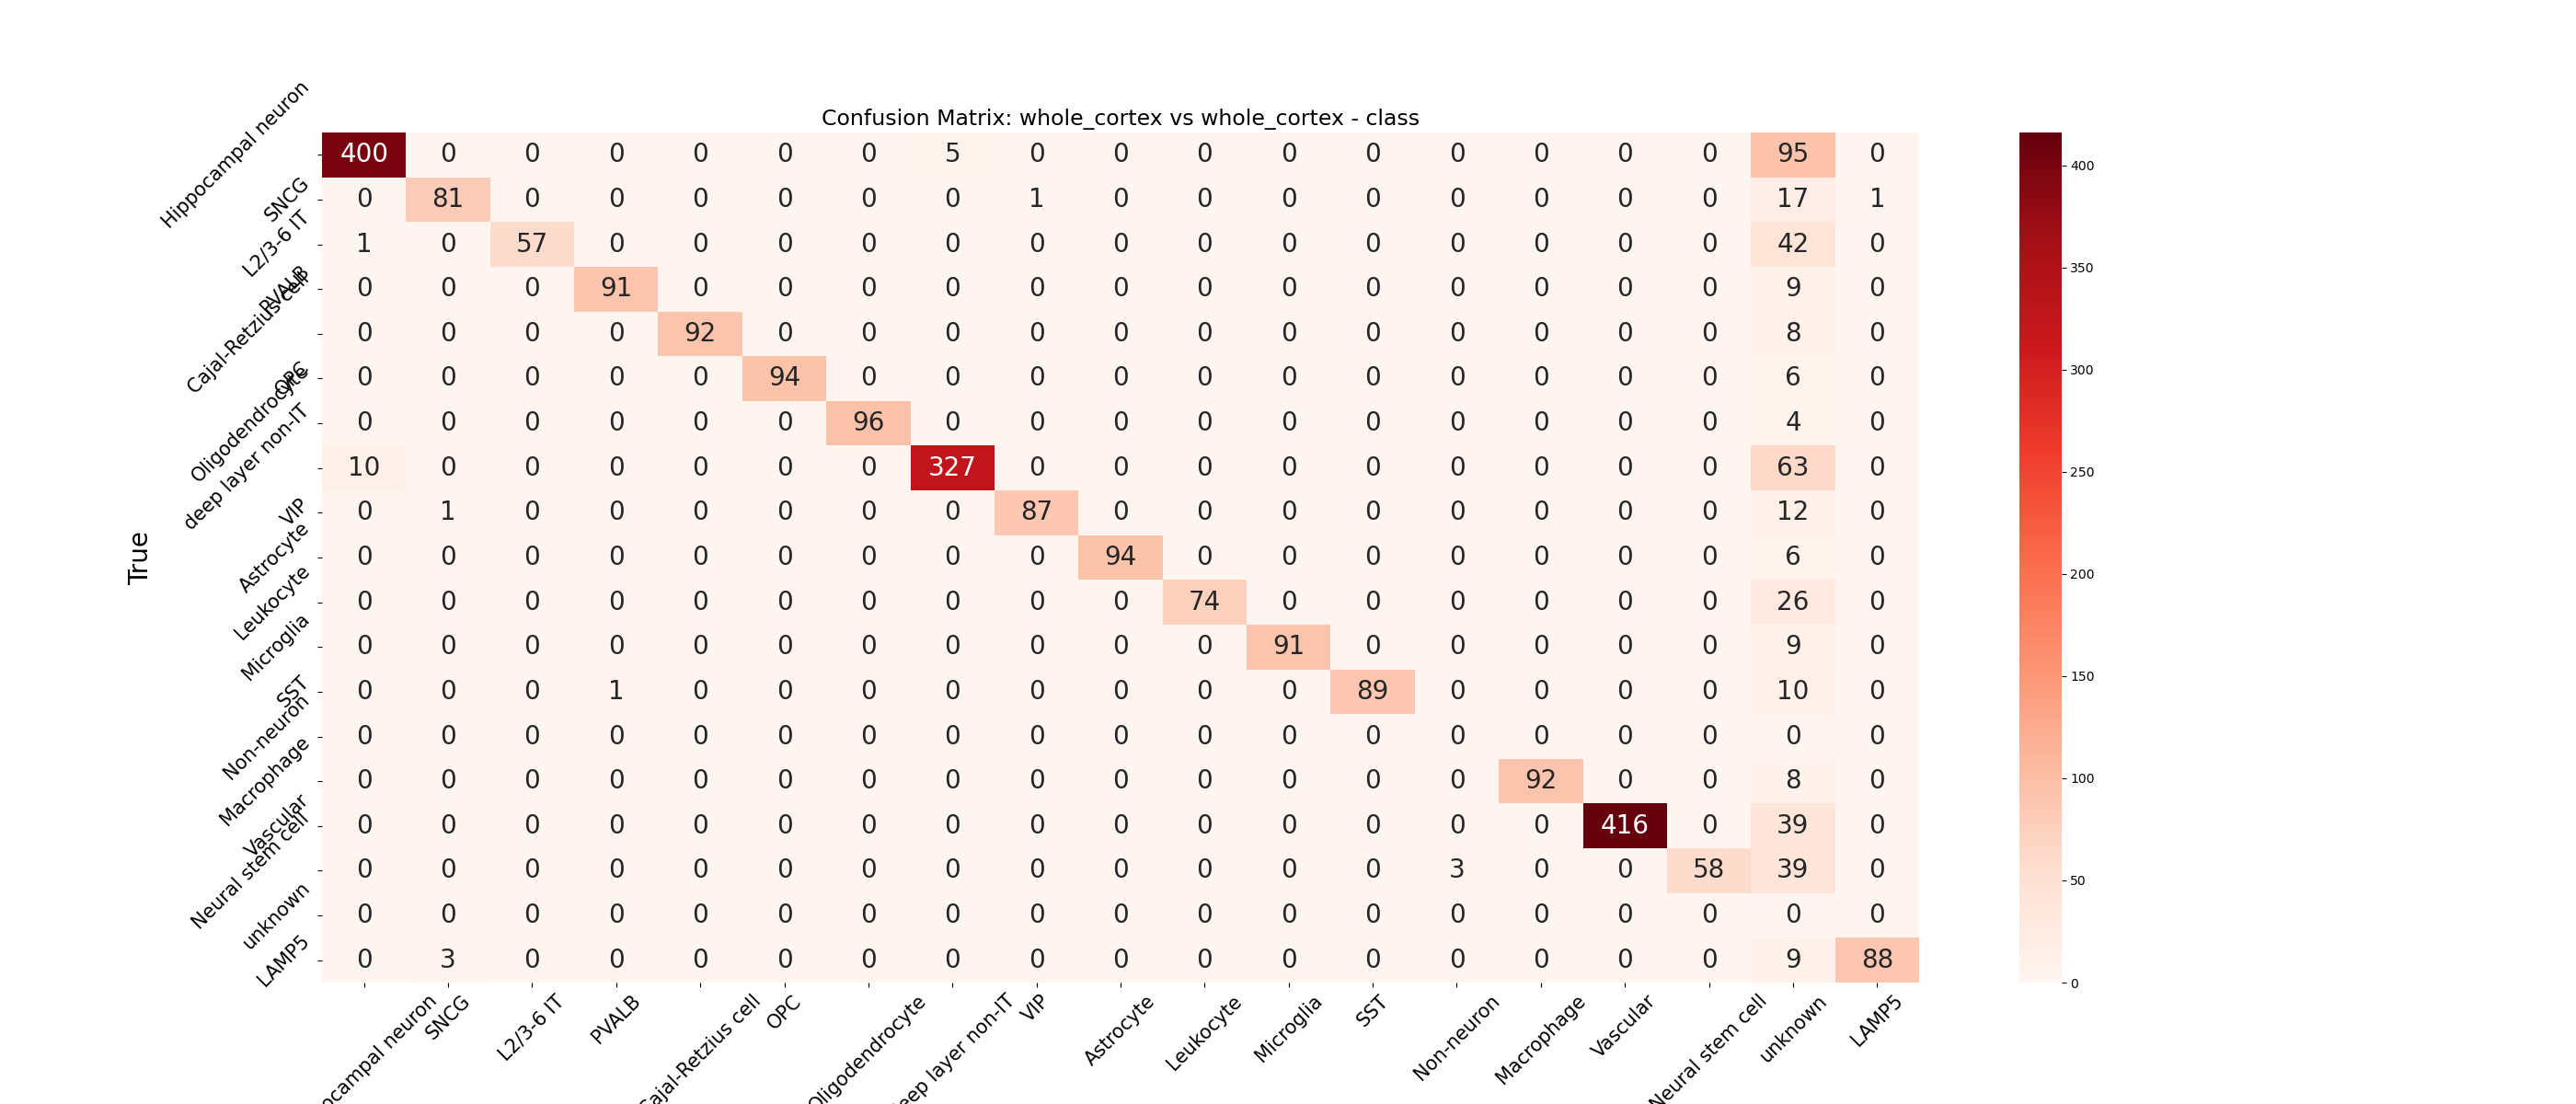 Confusion Matrix: whole_cortex vs whole_cortex - class
True
Hippocampal neuron 400 0 0 0 0 0 0 5 0 0 0 0 0 0 0 0 0 95 0
SNCG 0 81 0 0 0 0 0 0 1 0 0 0 0 0 0 0 0 17 1
L2/3-6 IT 1 0 57 0 0 0 0 0 0 0 0 0 0 0 0 0 0 42 0
PVALB 0 0 0 91 0 0 0 0 0 0 0 0 0 0 0 0 0 9 0
Cajal-Retzius cell 0 0 0 0 92 0 0 0 0 0 0 0 0 0 0 0 0 8 0
OPC 0 0 0 0 0 94 0 0 0 0 0 0 0 0 0 0 0 6 0
Oligodendrocyte 0 0 0 0 0 0 96 0 0 0 0 0 0 0 0 0 0 4 0
deep layer non-IT 10 0 0 0 0 0 0 327 0 0 0 0 0 0 0 0 0 63 0
VIP 0 1 0 0 0 0 0 0 87 0 0 0 0 0 0 0 0 12 0
Astrocyte 0 0 0 0 0 0 0 0 0 94 0 0 0 0 0 0 0 6 0
Leukocyte 0 0 0 0 0 0 0 0 0 0 74 0 0 0 0 0 0 26 0
Microglia 0 0 0 0 0 0 0 0 0 0 0 91 0 0 0 0 0 9 0
SST 0 0 0 1 0 0 0 0 0 0 0 0 89 0 0 0 0 10 0
Non-neuron 0 0 0 0 0 0 0 0 0 0 0 0 0 0 0 0 0 0 0
Macrophage 0 0 0 0 0 0 0 0 0 0 0 0 0 0 92 0 0 8 0
Vascular 0 0 0 0 0 0 0 0 0 0 0 0 0 0 0 416 0 39 0
Neural stem cell 0 0 0 0 0 0 0 0 0 0 0 0 0 3 0 0 58 39 0
unknown 0 0 0 0 0 0 0 0 0 0 0 0 0 0 0 0 0 0 0
LAMP5 0 3 0 0 0 0 0 0 0 0 0 0 0 0 0 0 0 9 88
ocampal neuron
SNCG
L2/3-6 IT
PVALB
Cajal-Retzius cell
OPC
Oligodendrocyte
eep layer non-IT
VIP
Astrocyte
Leukocyte
Microglia
SST
Non-neuron
Macrophage
Vascular
Neural stem cell
unknown
LAMP5
400
350
300
250
200
150
100
50
0